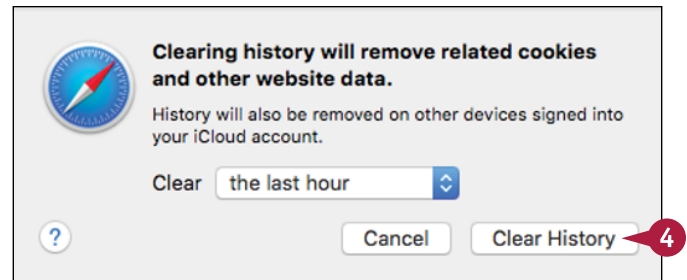 Clearing history will remove related cookies
and other website data.
History will also be removed on other devices signed into
your iCloud account.
Clear the last hour
? Cancel Clear History 4